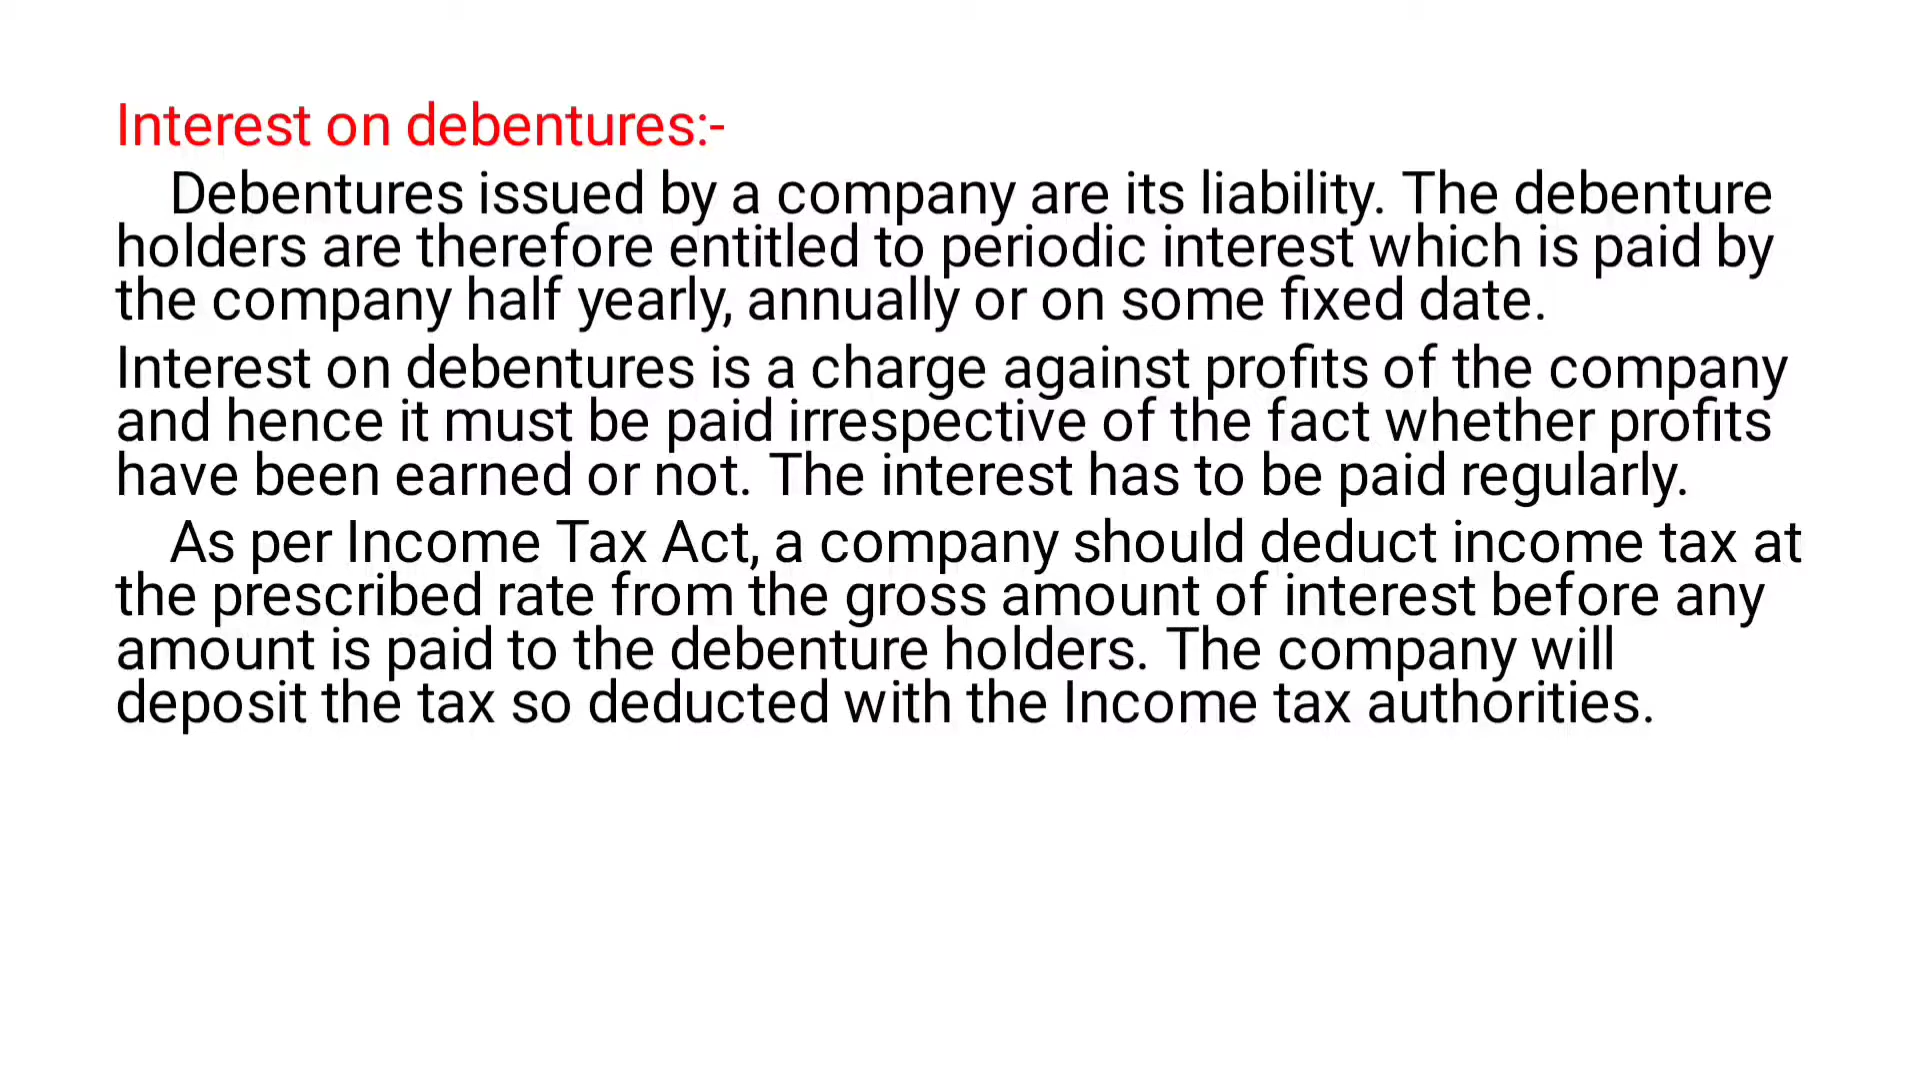 Interest on debentures:-
Debentures issued by a company are its liability. The debenture
holders are therefore entitled to periodic interest which is paid by
the company half yearly, annually or on some fixed date.
Interest on debentures is a charge against profits of the company
and hence it must be paid irrespective of the fact whether profits
have been earned or not. The interest has to be paid regularly.
As per Income Tax Act, a company should deduct income tax at
the prescribed rate from the gross amount of interest before any
amount is paid to the debenture holders. The company will
deposit the tax so deducted with the Income tax authorities.